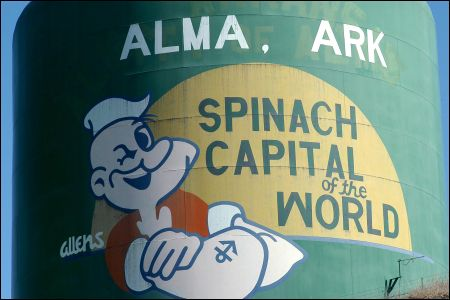 ALMA, ARK
SPINACH
CAPITAL
of the
WORLD
allens